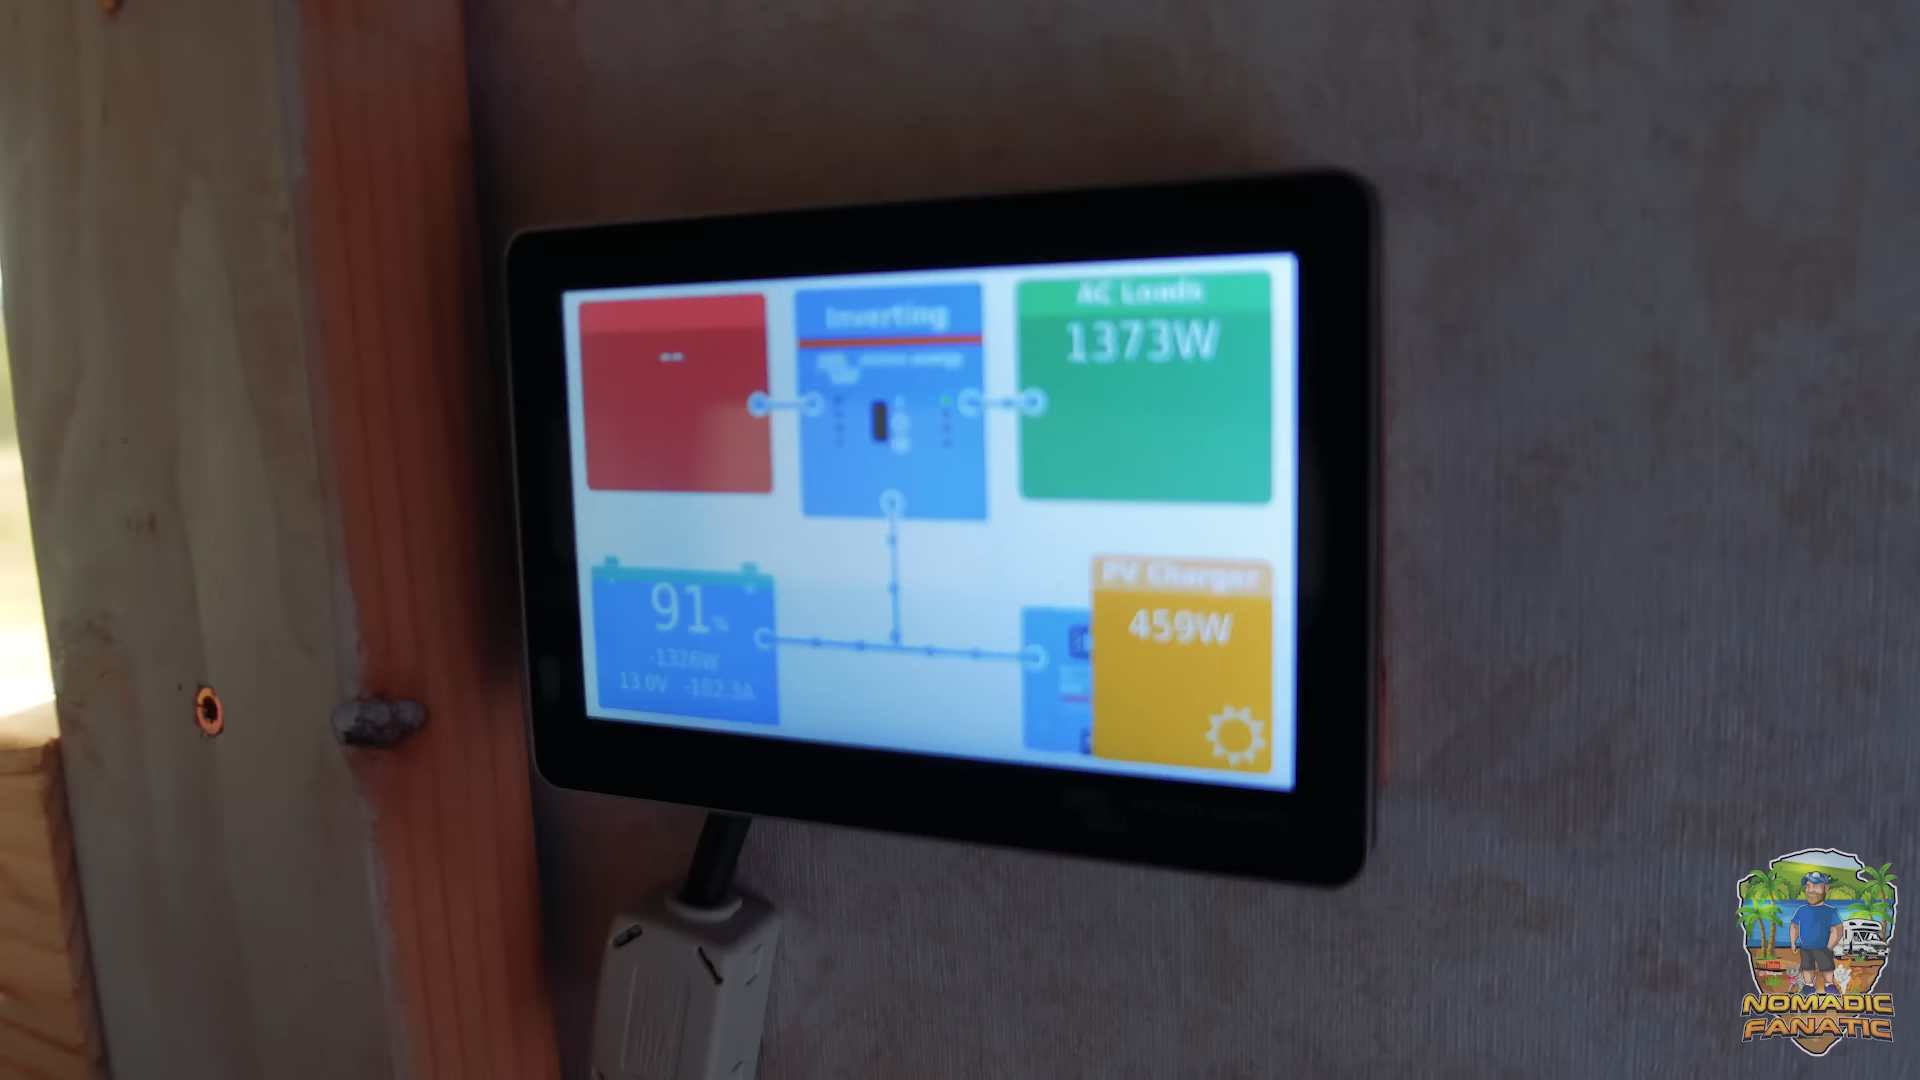 --
Inverting
AC Loads
1373W
91%
-1326W
13.0V -102.3A
PV Charger
459W
NOMADIC
FANATIC